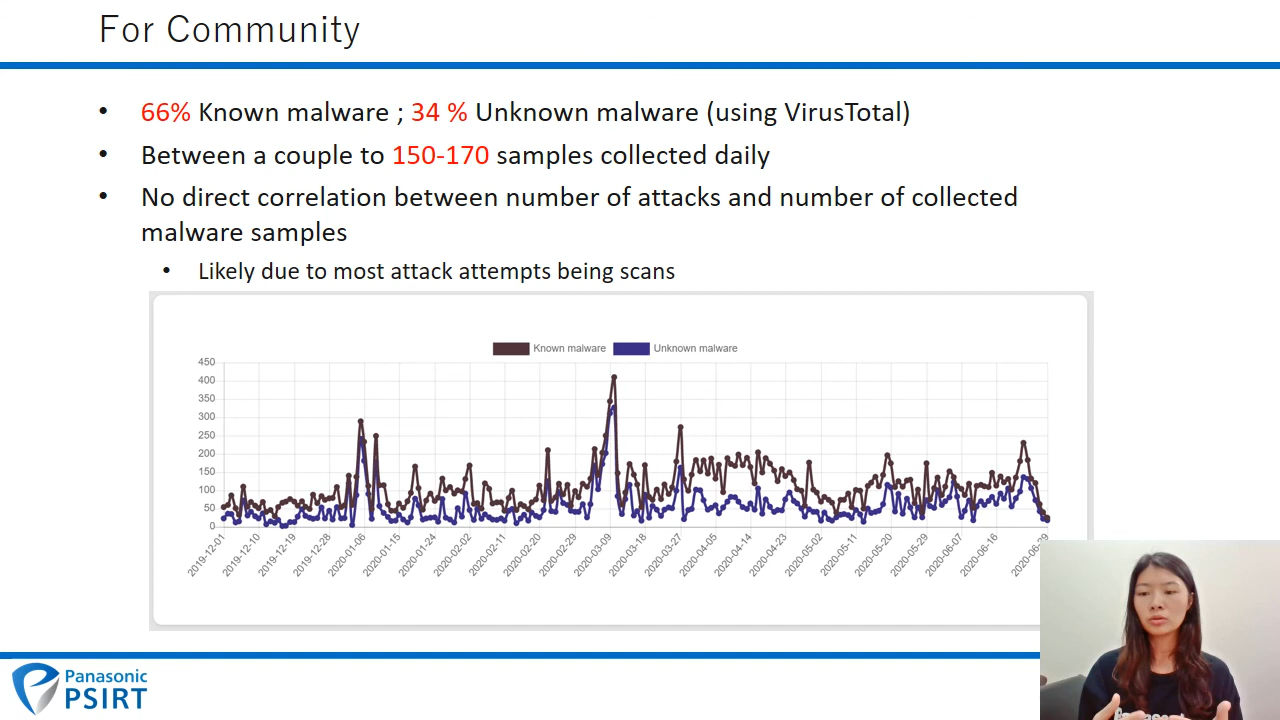 For Community
• 66% Known malware ; 34 % Unknown malware (using VirusTotal)
• Between a couple to 150-170 samples collected daily
• No direct correlation between number of attacks and number of collected
malware samples
• Likely due to most attack attempts being scans
Known malware Unknown malware
450
400
350
300
250
200
150
100
50
0
2019-12-01 2019-12-10 2019-12-19 2019-12-28 2020-01-06 2020-01-15 2020-01-24 2020-02-02 2020-02-11 2020-02-20 2020-02-29 2020-03-09 2020-03-18 2020-03-27 2020-04-05 2020-04-14 2020-04-23 2020-05-02 2020-05-11 2020-05-20 2020-05-29 2020-06-07 2020-06-16 2020-06-29
Panasonic
PSIRT